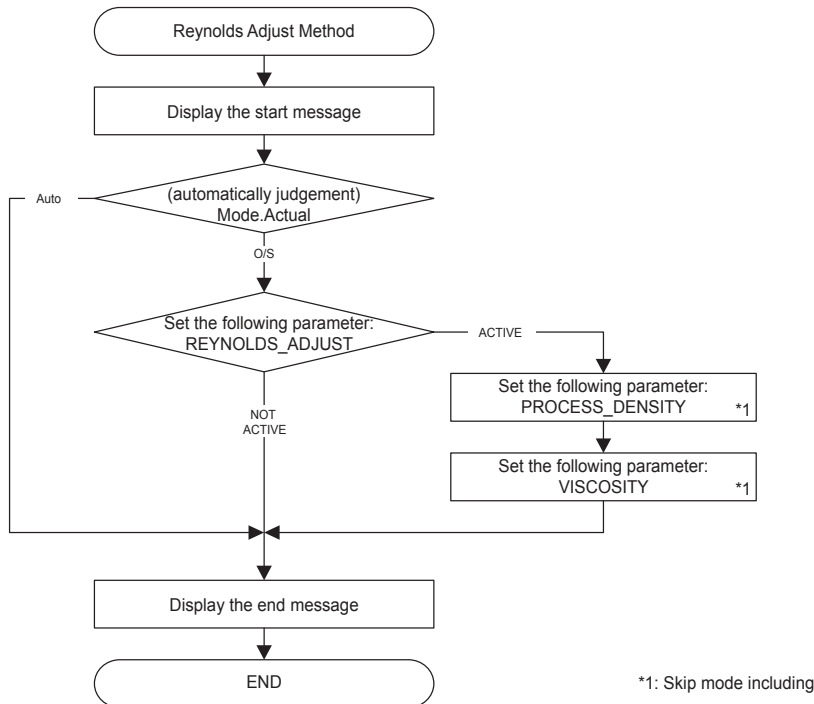 Reynolds Adjust Method
Display the start message
(automatically judgement)
Mode.Actual
Auto
O/S
Set the following parameter:
REYNOLDS_ADJUST
ACTIVE
NOT
ACTIVE
Set the following parameter:
PROCESS_DENSITY *1
Set the following parameter:
VISCOSITY *1
Display the end message
END
*1: Skip mode including